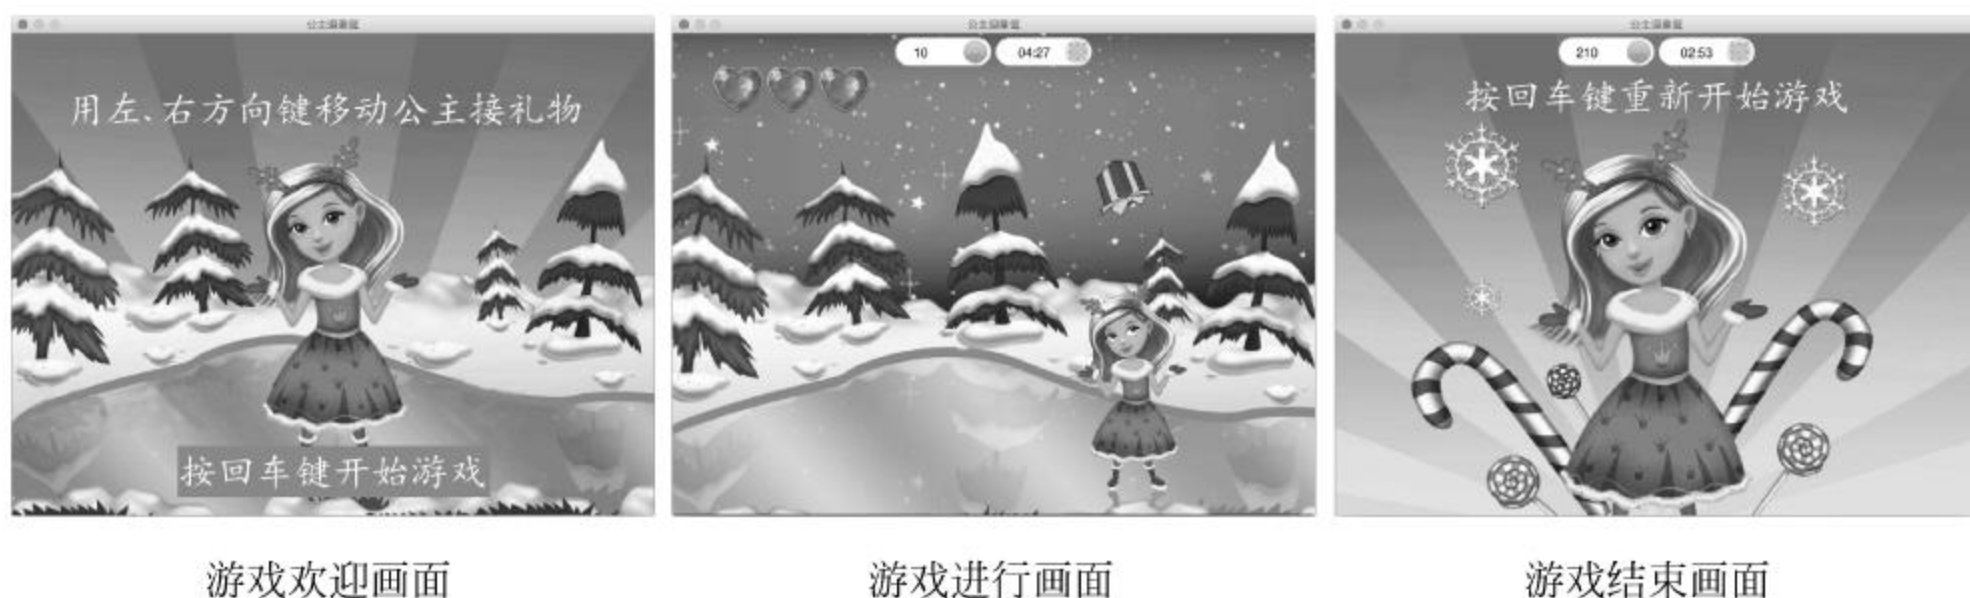 用左、右方向键移动公主接礼物
按回车键开始游戏
10
04:27
210
02:53
按回车键重新开始游戏
游戏欢迎画面
游戏进行画面
游戏结束画面